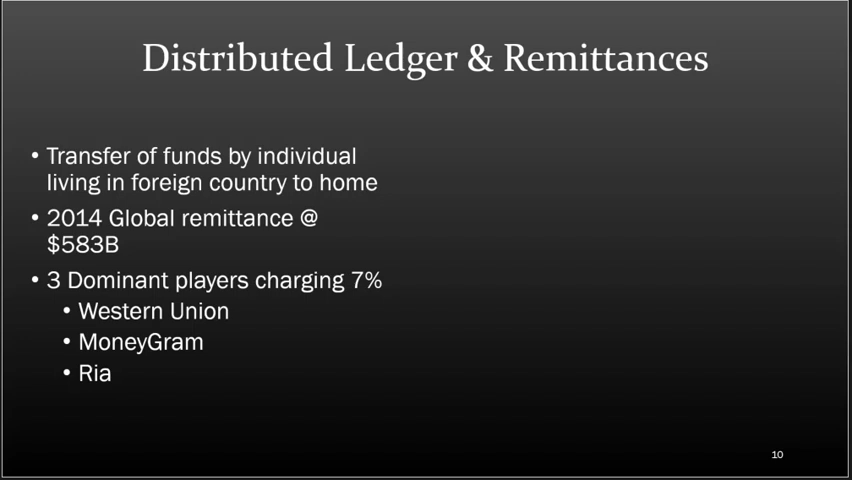 Distributed Ledger & Remittances
• Transfer of funds by individual
living in foreign country to home
• 2014 Global remittance @
$583B
• 3 Dominant players charging 7%
• Western Union
• MoneyGram
• Ria
10